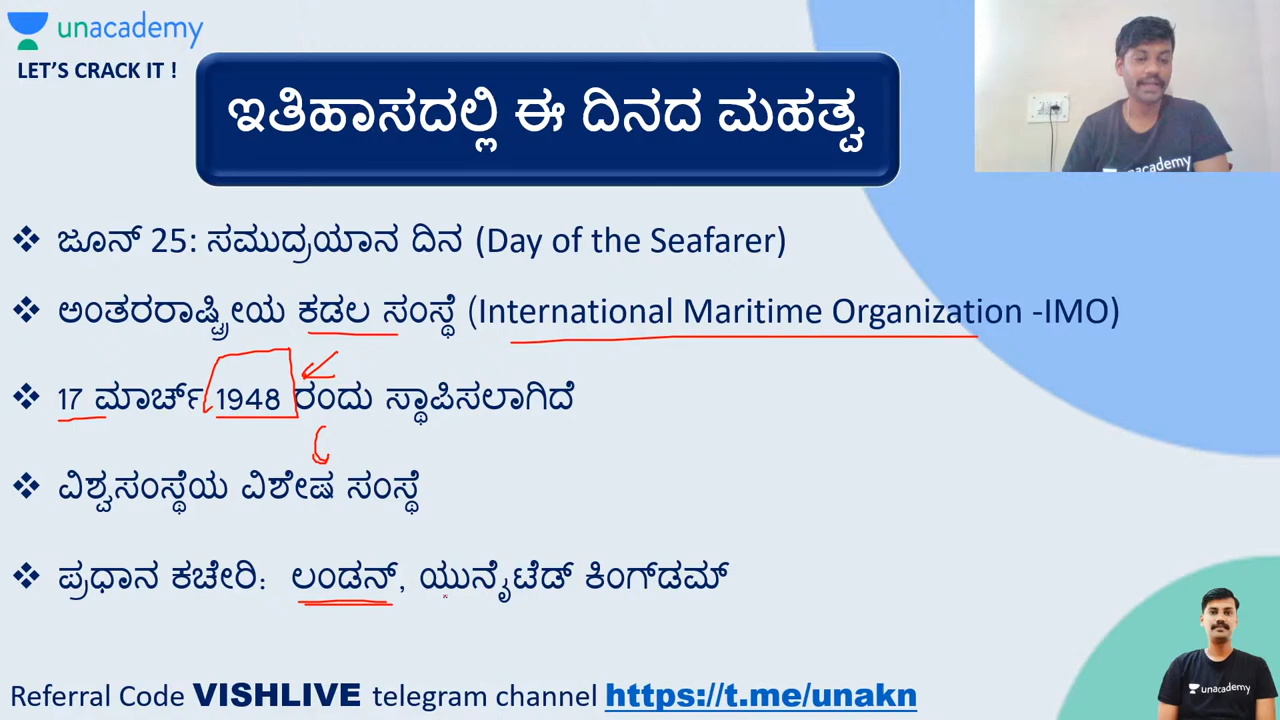 unacademy
LET'S CRACK IT !
ಇತಿಹಾಸದಲ್ಲಿ ಈ ದಿನದ ಮಹತ್ವ
unacademy
❖ ಜೂನ್ 25: ಸಮುದ್ರಯಾನ ದಿನ (Day of the Seafarer)
❖ ಅಂತರರಾಷ್ಟ್ರೀಯ ಕಡಲ ಸಂಸ್ಥೆ (International Maritime Organization -IMO)
❖ 17 ಮಾರ್ಚ್ 1948 ರಂದು ಸ್ಥಾಪಿಸಲಾಗಿದೆ
❖ ವಿಶ್ವಸಂಸ್ಥೆಯ ವಿಶೇಷ ಸಂಸ್ಥೆ
❖ ಪ್ರಧಾನ ಕಚೇರಿ: ಲಂಡನ್, ಯುನೈಟೆಡ್ ಕಿಂಗ್‌ಡಮ್
unacademy
Referral Code VISHLIVE telegram channel https://t.me/unakn